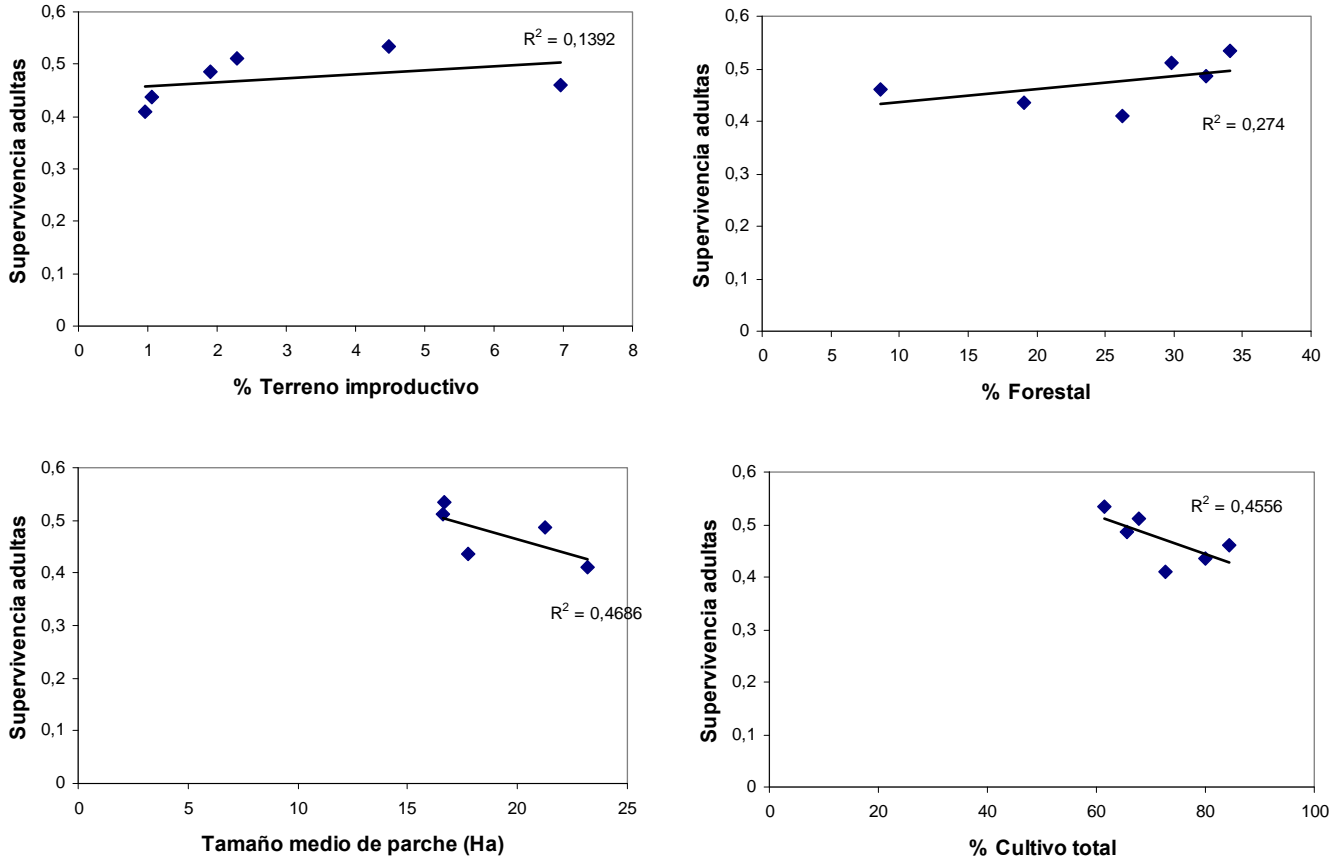 Supervivencia adultas
0,6
0,5
0,4
0,3
0,2
0,1
0
R² = 0,1392
0 1 2 3 4 5 6 7 8
% Terreno improductivo
Supervivencia adultas
0,6
0,5
0,4
0,3
0,2
0,1
0
R² = 0,274
0 5 10 15 20 25 30 35 40
% Forestal
Supervivencia adultas
0,6
0,5
0,4
0,3
0,2
0,1
0
R² = 0,4686
0 5 10 15 20 25
Tamaño medio de parche (Ha)
Supervivencia adultas
0,6
0,5
0,4
0,3
0,2
0,1
0
R² = 0,4556
0 20 40 60 80 100
% Cultivo total